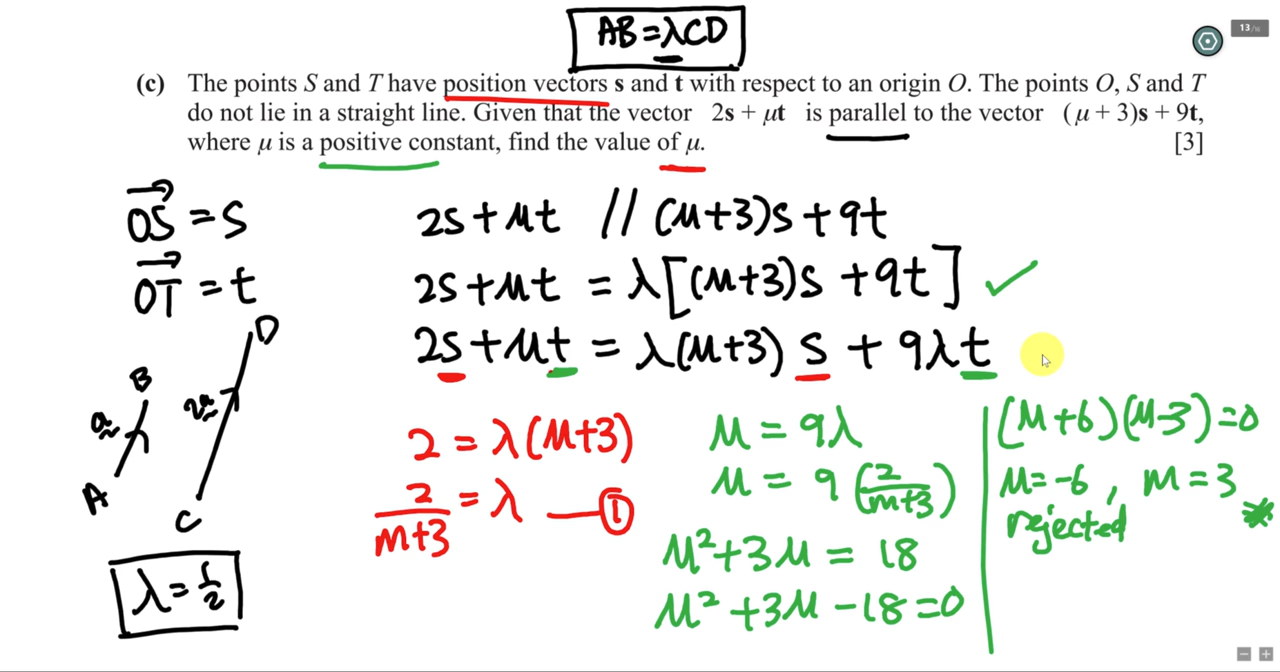 AB = λCD
13/16
(c) The points S and T have position vectors s and t with respect to an origin O. The points O, S and T
do not lie in a straight line. Given that the vector 2s + μt is parallel to the vector (μ + 3)s + 9t,
where μ is a positive constant, find the value of μ. [3]
OS = s
OT = t
D
B
a
2a
A
C
λ = 1/2
2s + μt // (μ+3)s + 9t
2s + μt = λ[(μ+3)s + 9t] ✓
2s + μt = λ(μ+3) s + 9λt
2 = λ(μ+3)
2/(m+3) = λ —①
μ = 9λ
μ = 9 (2/(m+3))
μ² + 3μ = 18
μ² + 3μ - 18 = 0
(μ+6)(μ-3) = 0
μ = -6 , m = 3
rejected